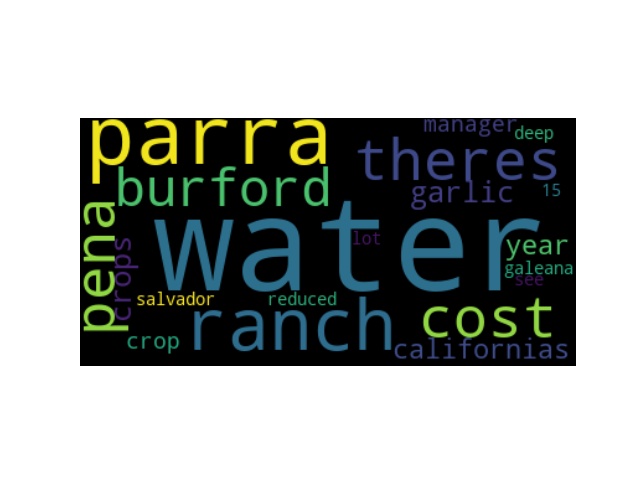 parra
manager
deep
theres
burford
garlic
15
pena
water
crops
lot
year
galeana
see
salvador
reduced
ranch
cost
crop
californias